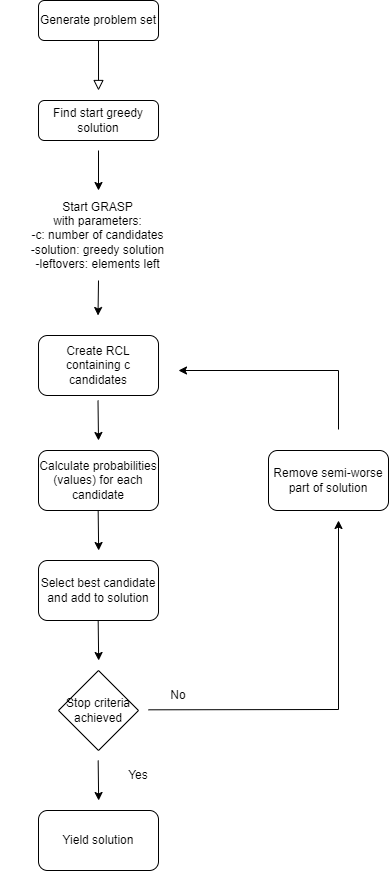 Generate problem set
Find start greedy
solution
Start GRASP
with parameters:
-c: number of candidates
-solution: greedy solution
-leftovers: elements left
Create RCL
containing c
candidates
Calculate probabilities
(values) for each
candidate
Remove semi-worse
part of solution
Select best candidate
and add to solution
Stop criteria
achieved
No
Yes
Yield solution